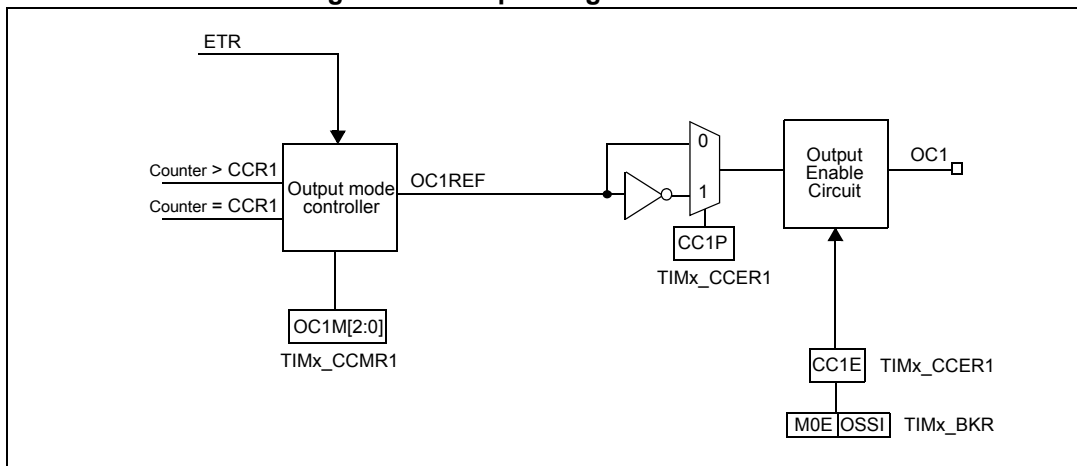 ETR
Counter > CCR1
Counter = CCR1
Output mode
controller
OC1REF
OC1M[2:0]
TIMx_CCMR1
0
1
CC1P
TIMx_CCER1
Output
Enable
Circuit
OC1
CC1E
TIMx_CCER1
M0E OSSI
TIMx_BKR